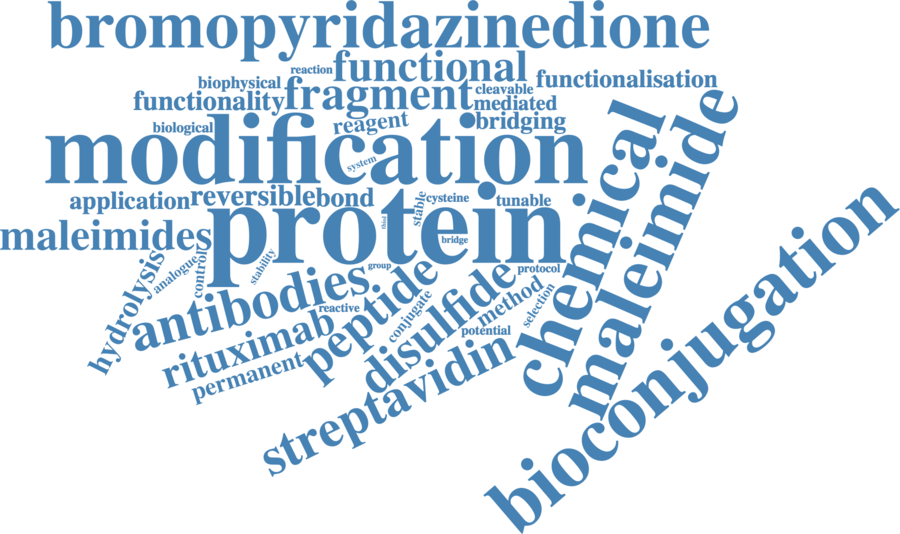 bromopyridazinedione
reaction
functional
biophysical
functionalisation
cleavable
functionality
fragment
mediated
biological
reagent
bridging
modification
system
chemical
maleimide
application
reversible
bond
stable
cysteine
tunable
protein
thiol
bridge
maleimides
hydrolysis
analogue
control
stability
group
protocol
antibodies
peptide
disulfide
method
selection
reactive
conjugate
potential
rituximab
permanent
streptavidin
bioconjugation